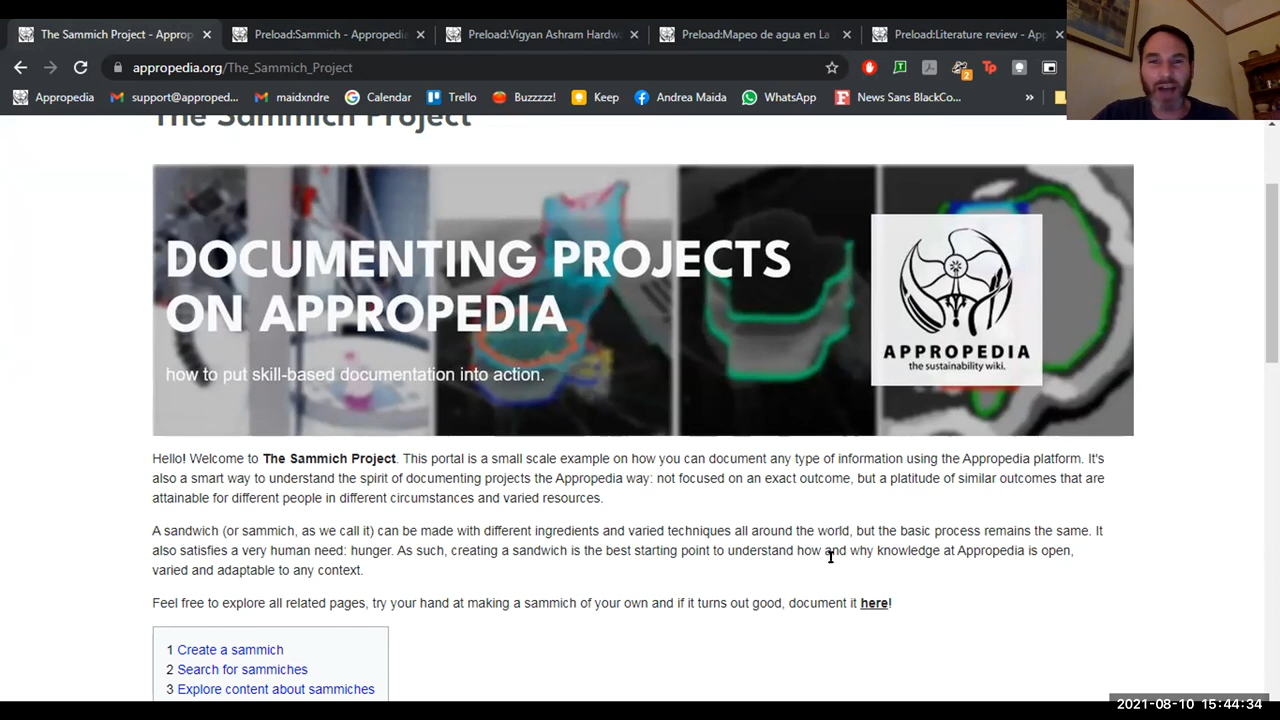 The Sammich Project - Approp
Preload:Sammich - Appropedi
Preload:Vigyan Ashram Hardw
Preload:Mapeo de agua en La
Preload:Literature review - Ap
appropedia.org/The_Sammich_Project
2
Tp
Appropedia
support@approped...
maidxndre
Calendar
Trello
Buzzzzz!
Keep
Andrea Maida
WhatsApp
News Sans BlackCo...
»
The Sammich Project
DOCUMENTING PROJECTS
ON APPROPEDIA
how to put skill-based documentation into action.
APPROPEDIA
the sustainability wiki.
Hello! Welcome to The Sammich Project. This portal is a small scale example on how you can document any type of information using the Appropedia platform. It's
also a smart way to understand the spirit of documenting projects the Appropedia way: not focused on an exact outcome, but a platitude of similar outcomes that are
attainable for different people in different circumstances and varied resources.
A sandwich (or sammich, as we call it) can be made with different ingredients and varied techniques all around the world, but the basic process remains the same. It
also satisfies a very human need: hunger. As such, creating a sandwich is the best starting point to understand how and why knowledge at Appropedia is open,
varied and adaptable to any context.
Feel free to explore all related pages, try your hand at making a sammich of your own and if it turns out good, document it here!
1 Create a sammich
2 Search for sammiches
3 Explore content about sammiches
2021-08-10 15:44:34